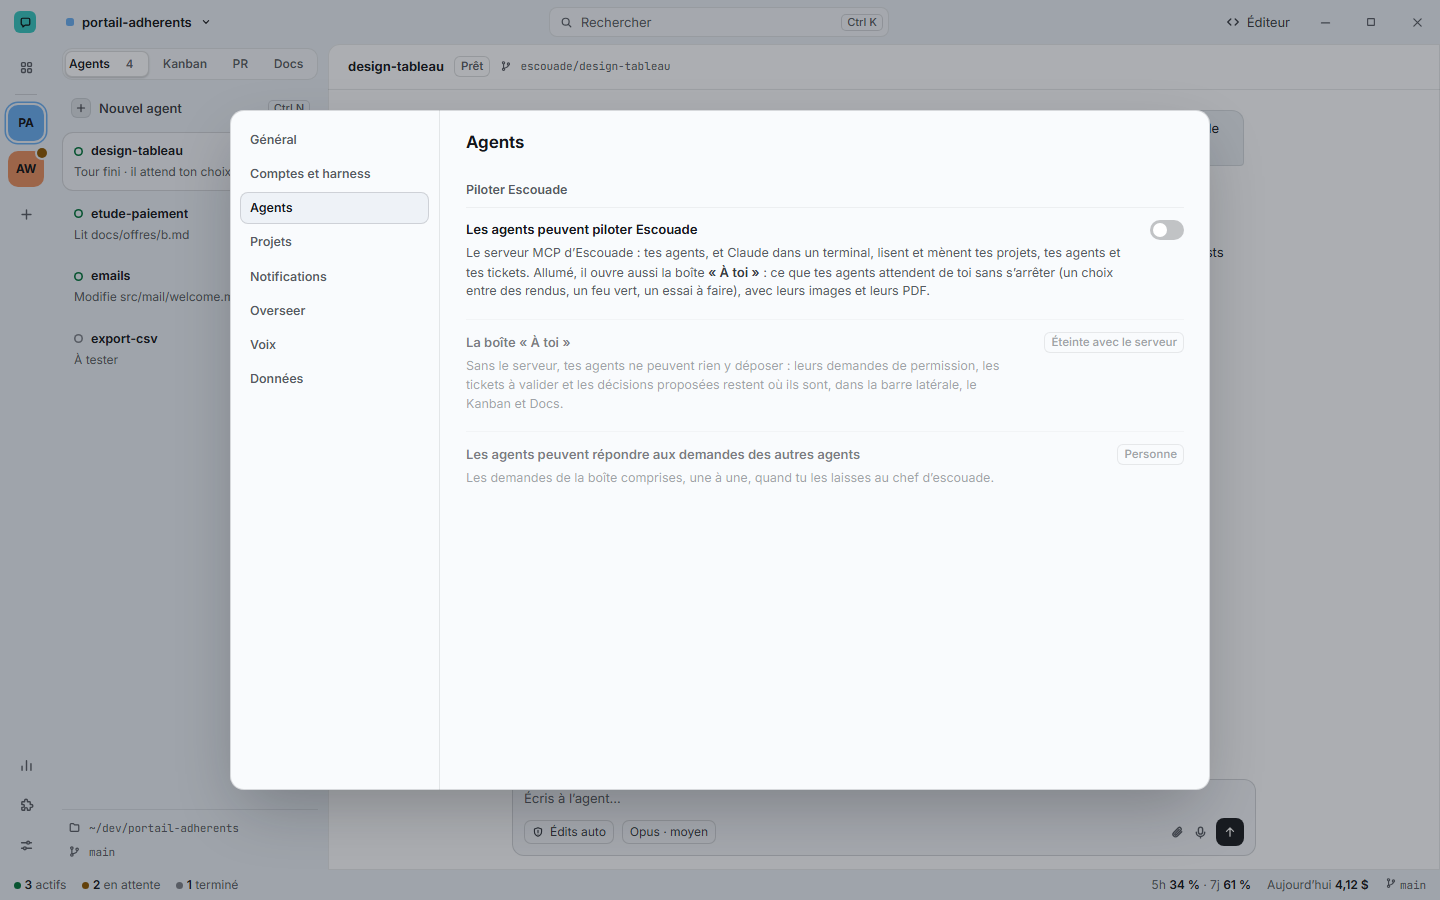 portail-adherents
Rechercher
Ctrl K
Éditeur
Agents 4
Kanban
PR
Docs
design-tableau
Prêt
escouade/design-tableau
Nouvel agent
Ctrl N
PA
AW
design-tableau
Tour fini · il attend ton choix
etude-paiement
Lit docs/offres/b.md
emails
Modifie src/mail/welcome.m
export-csv
À tester
Général
Comptes et harness
Agents
Projets
Notifications
Overseer
Voix
Données
Agents
Piloter Escouade
Les agents peuvent piloter Escouade
Le serveur MCP d’Escouade : tes agents, et Claude dans un terminal, lisent et mènent tes projets, tes agents et
tes tickets. Allumé, il ouvre aussi la boîte « À toi » : ce que tes agents attendent de toi sans s’arrêter (un choix
entre des rendus, un feu vert, un essai à faire), avec leurs images et leurs PDF.
La boîte « À toi »
Éteinte avec le serveur
Sans le serveur, tes agents ne peuvent rien y déposer : leurs demandes de permission, les
tickets à valider et les décisions proposées restent où ils sont, dans la barre latérale, le
Kanban et Docs.
Les agents peuvent répondre aux demandes des autres agents
Personne
Les demandes de la boîte comprises, une à une, quand tu les laisses au chef d’escouade.
Écris à l’agent…
Édits auto
Opus · moyen
~/dev/portail-adherents
main
3 actifs
2 en attente
1 terminé
5h 34 % · 7j 61 %
Aujourd’hui 4,12 $
main